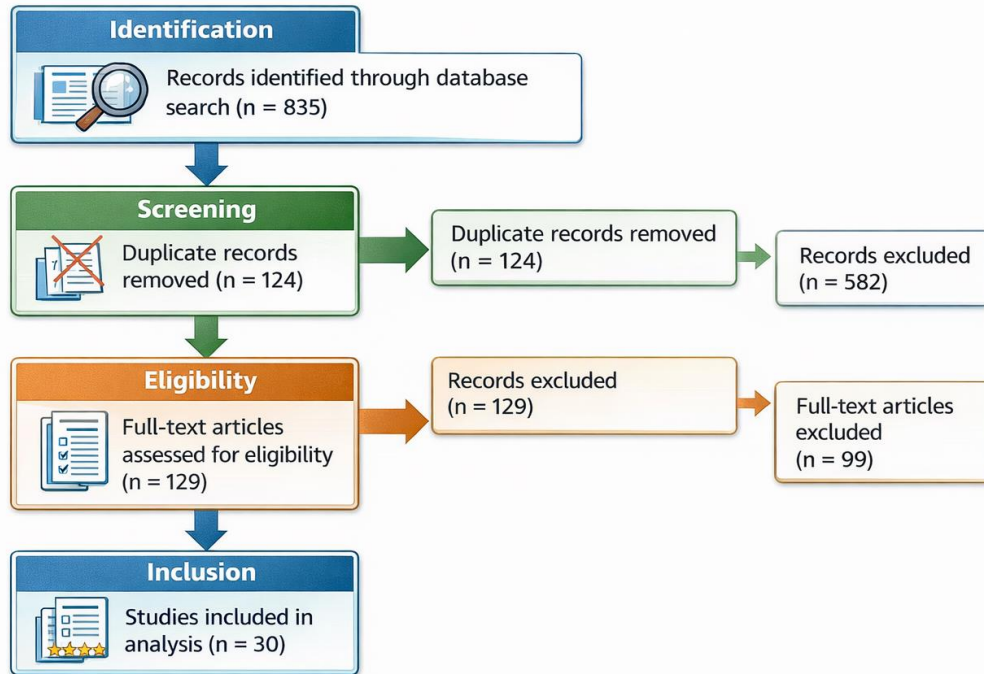 Identification
Records identified through database
search (n = 835)
Screening
Duplicate records
removed (n = 124)
Duplicate records removed
(n = 124)
Records excluded
(n = 582)
Eligibility
Full-text articles
assessed for eligibility
(n = 129)
Records excluded
(n = 129)
Full-text articles
excluded
(n = 99)
Inclusion
Studies included in
analysis (n = 30)